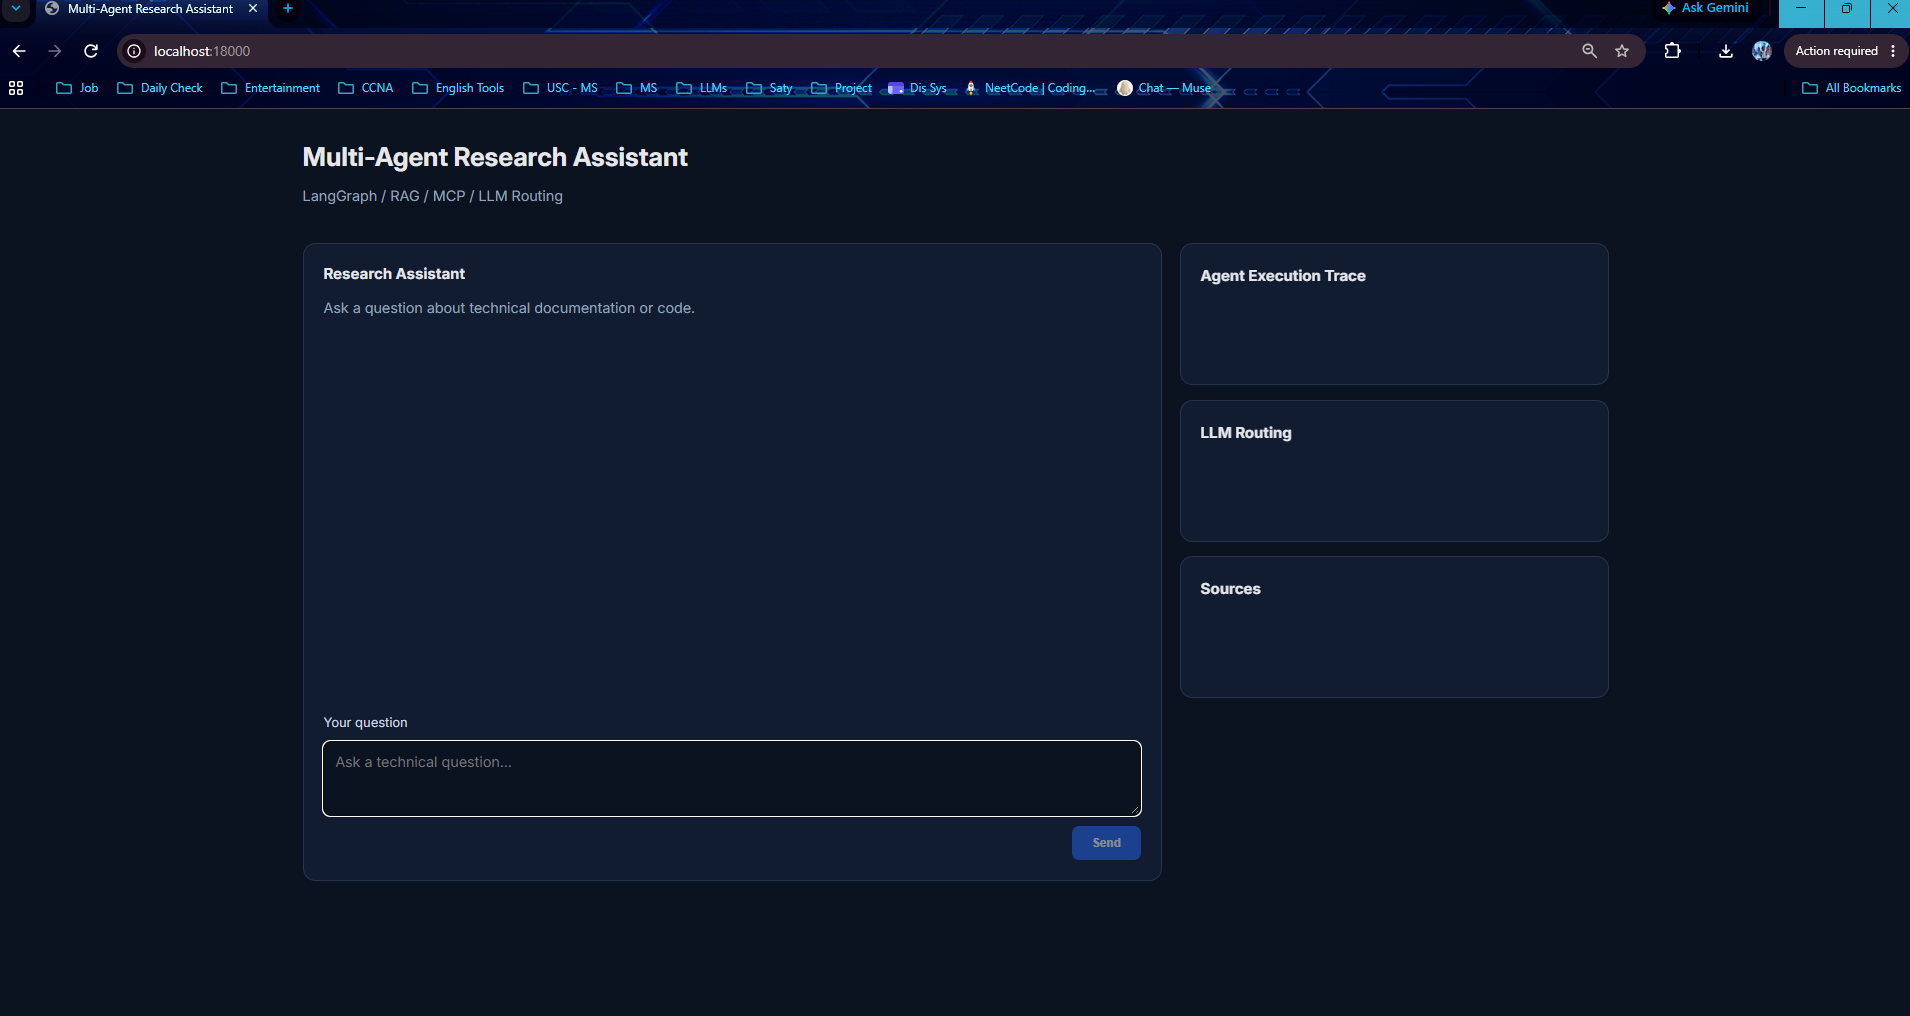 Multi-Agent Research Assistant
Ask Gemini
localhost:18000
Action required
Job
Daily Check
Entertainment
CCNA
English Tools
USC - MS
MS
LLMs
Saty
Project
Dis Sys
NeetCode | Coding...
Chat — Muse
All Bookmarks
Multi-Agent Research Assistant
LangGraph / RAG / MCP / LLM Routing
Research Assistant
Ask a question about technical documentation or code.
Agent Execution Trace
LLM Routing
Sources
Your question
Ask a technical question...
Send